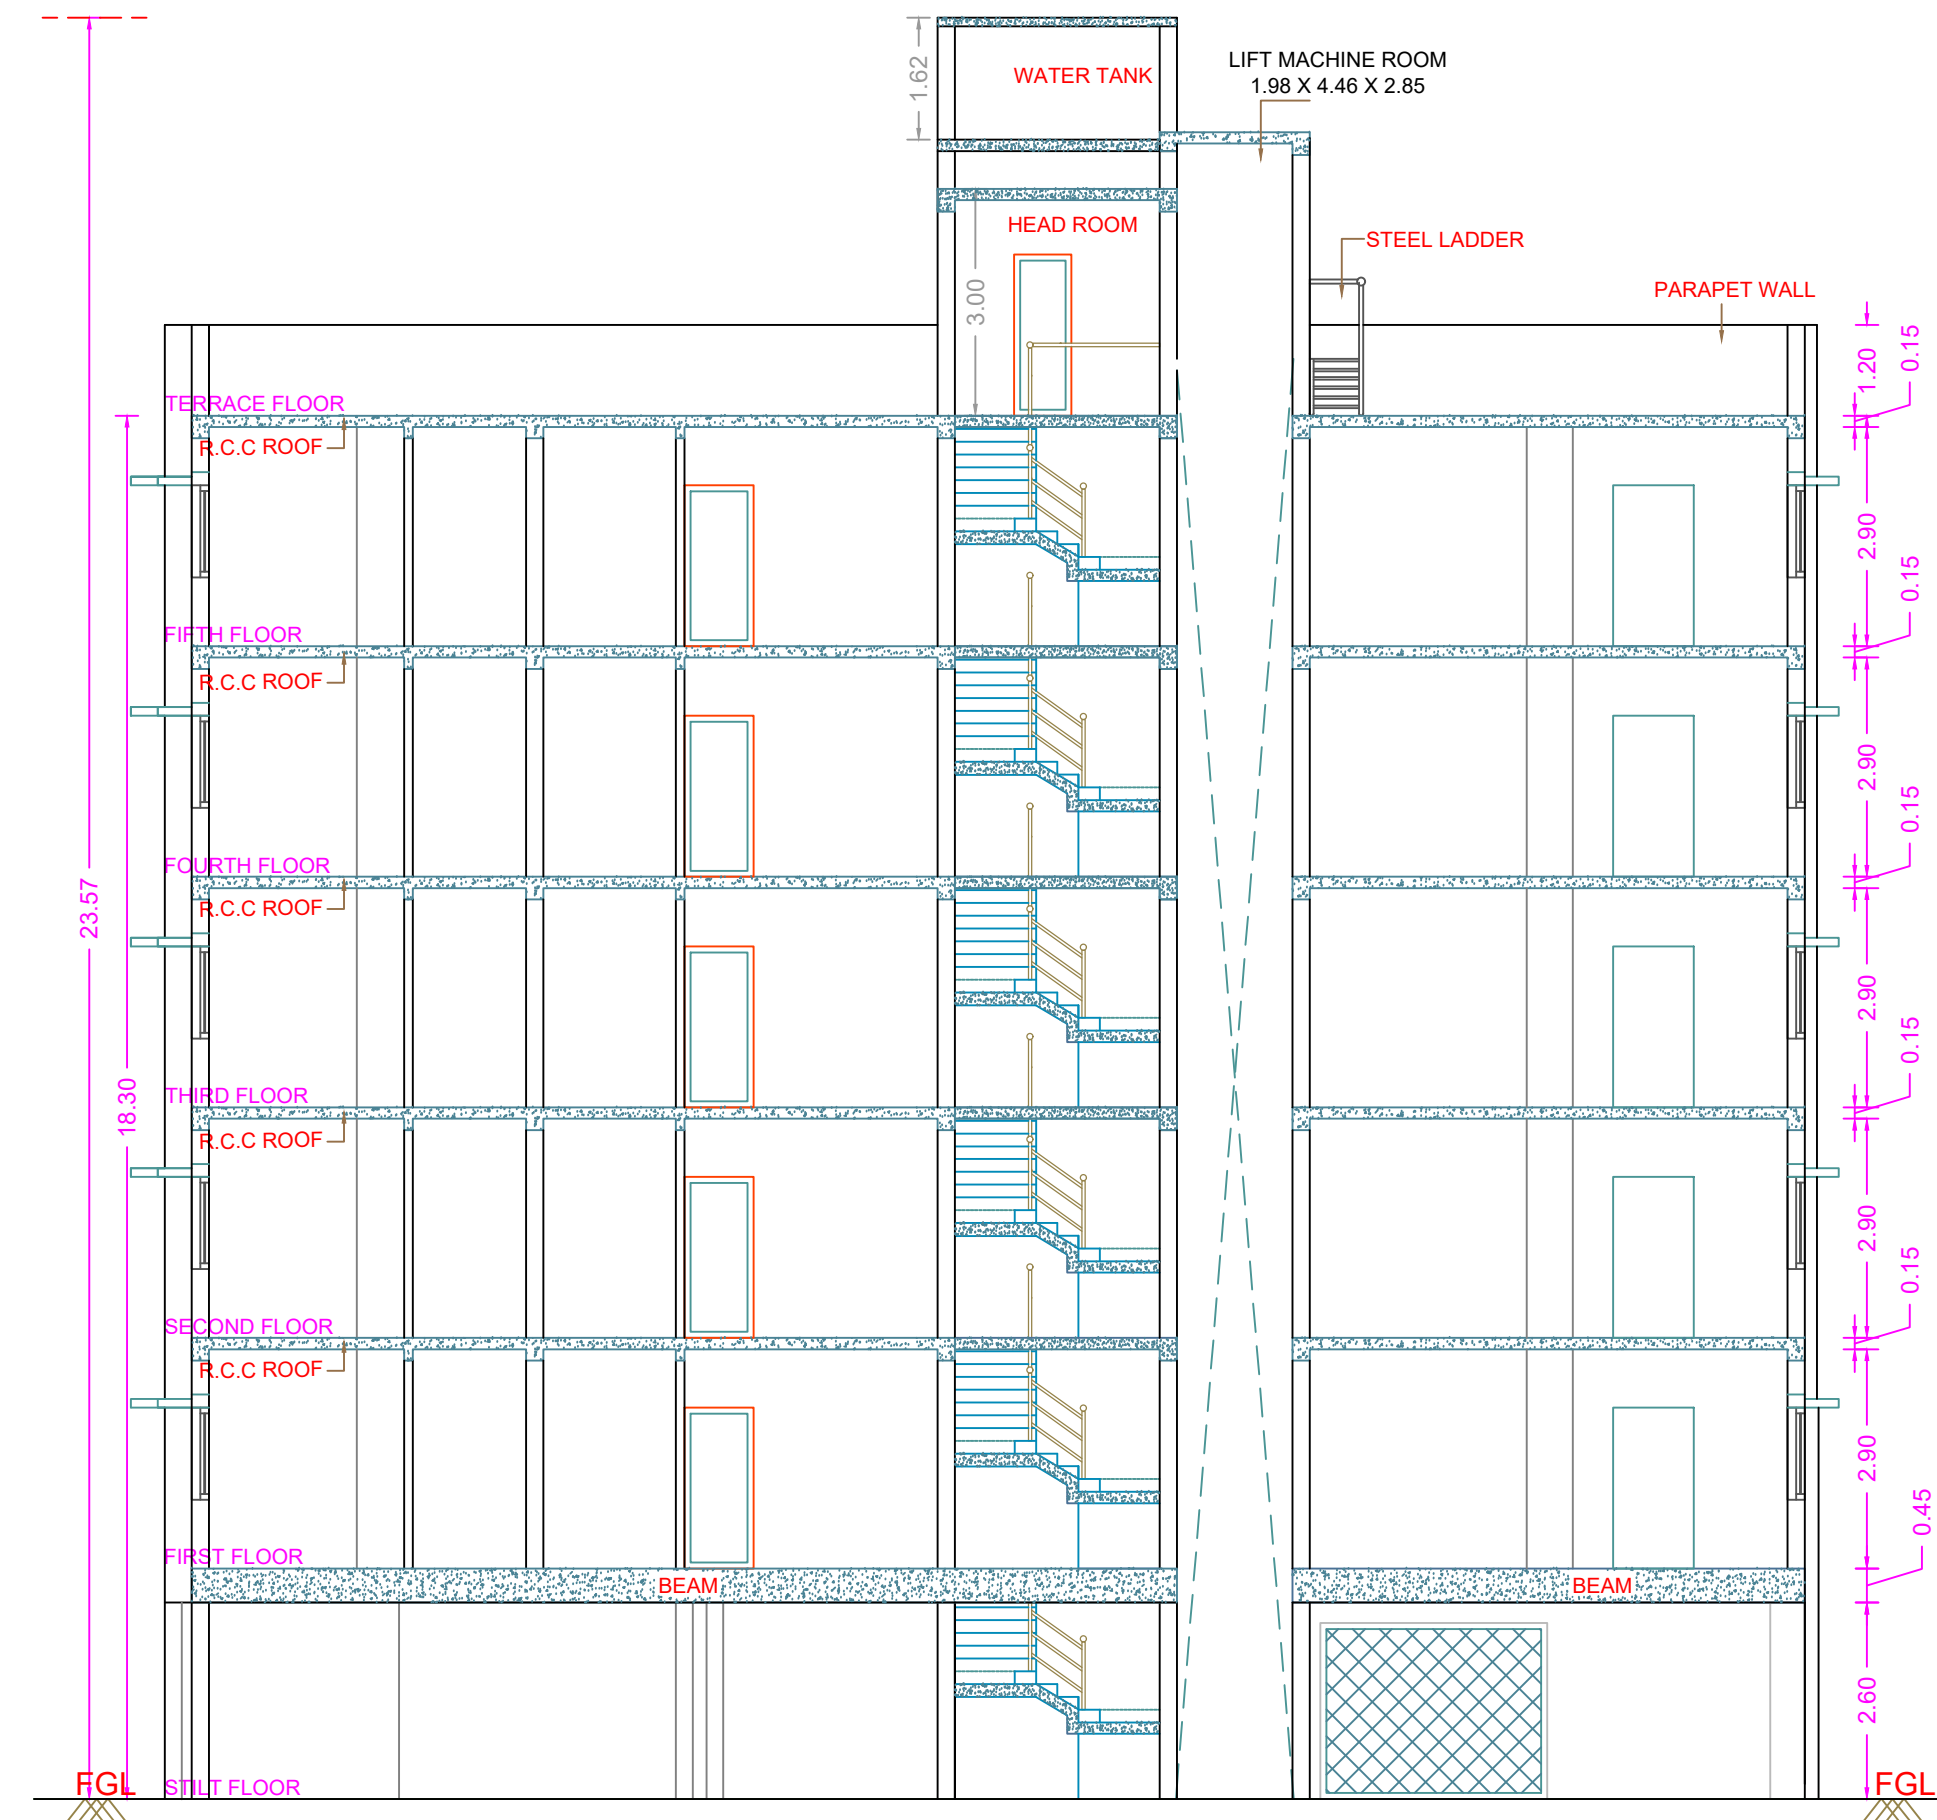 WATER TANK
LIFT MACHINE ROOM
1.98 X 4.46 X 2.85
1.62
HEAD ROOM
STEEL LADDER
3.00
PARAPET WALL
1.20
0.15
TERRACE FLOOR
R.C.C ROOF
2.90
0.15
FIFTH FLOOR
R.C.C ROOF
2.90
0.15
FOURTH FLOOR
R.C.C ROOF
23.57
2.90
0.15
THIRD FLOOR
18.30
R.C.C ROOF
2.90
0.15
SECOND FLOOR
R.C.C ROOF
2.90
0.45
FIRST FLOOR
BEAM
BEAM
2.60
FGL
STILT FLOOR
FGL